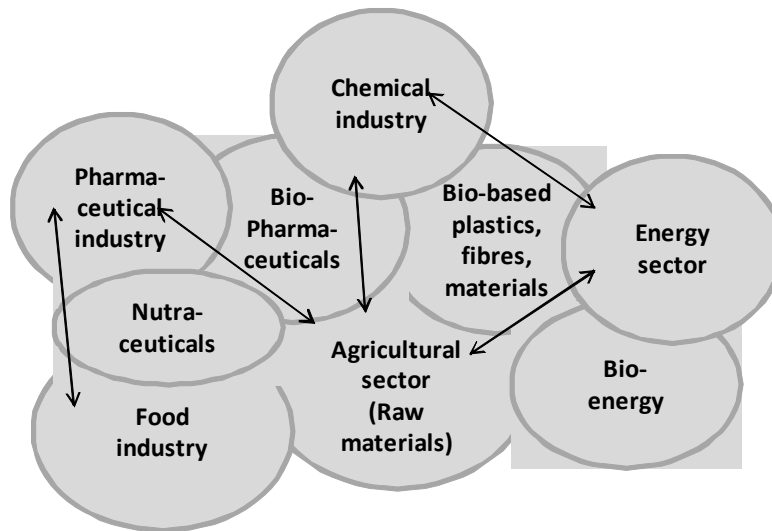 Chemical
industry
Pharma-
ceutical
industry
Bio-
Pharma-
ceuticals
Bio-based
plastics,
fibres,
materials
Energy
sector
Nutra-
ceuticals
Agricultural
sector
(Raw
materials)
Bio-
energy
Food
industry